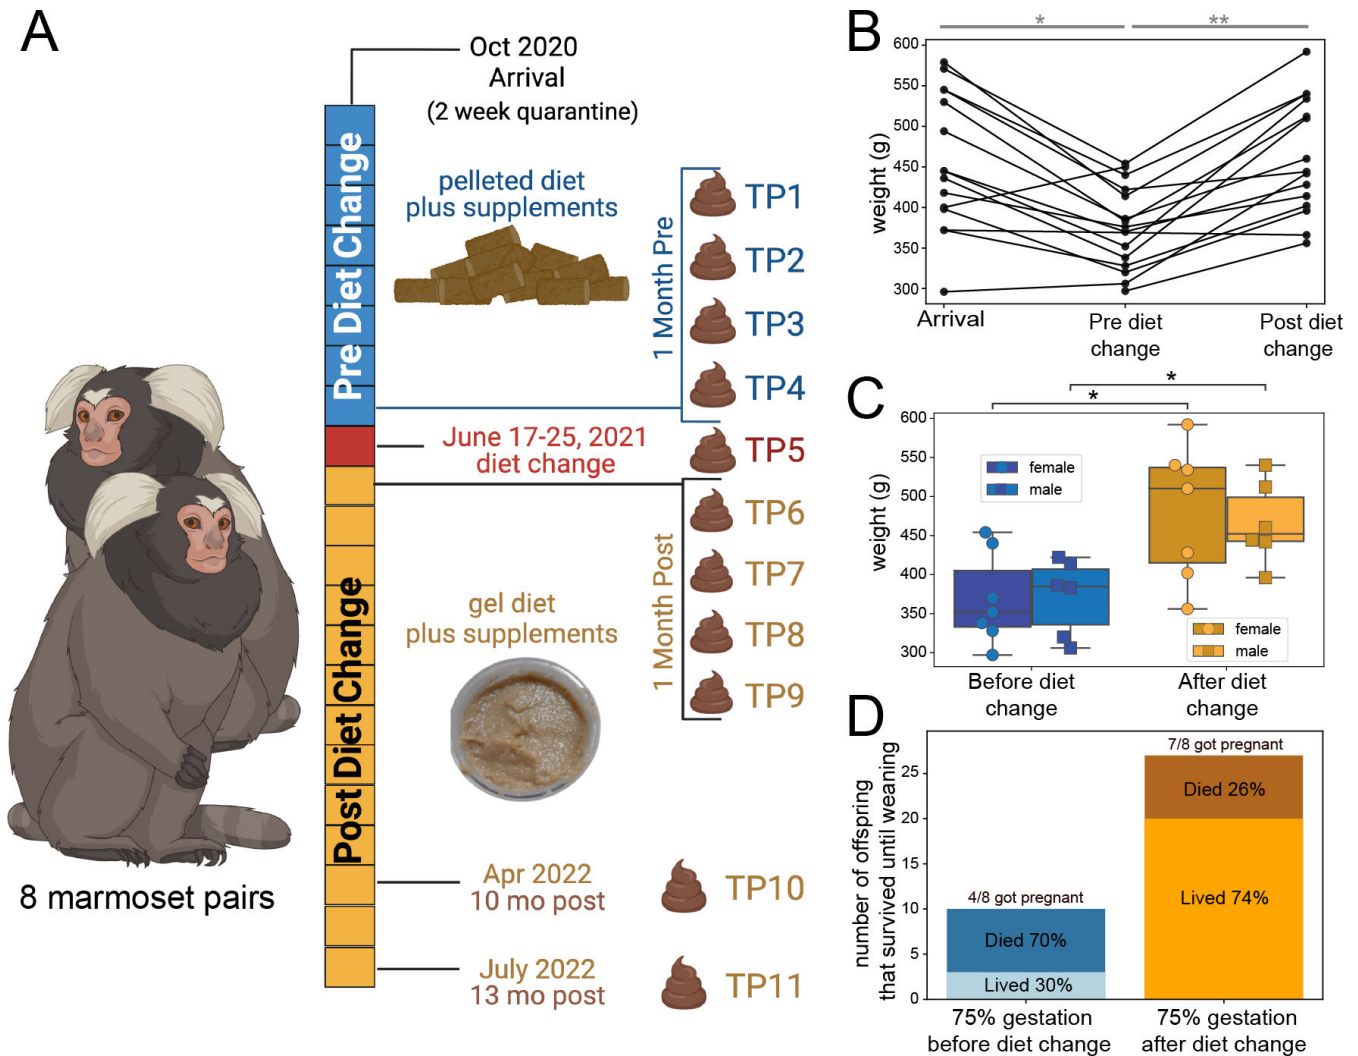 A
Oct 2020
Arrival
(2 week quarantine)
Pre Diet Change
pelleted diet
plus supplements
1 Month Pre
TP1
TP2
TP3
TP4
June 17-25, 2021
diet change
TP5
Post Diet Change
gel diet
plus supplements
1 Month Post
TP6
TP7
TP8
TP9
Apr 2022
10 mo post
TP10
July 2022
13 mo post
TP11
8 marmoset pairs
B
*
**
weight (g)
600
550
500
450
400
350
300
Arrival
Pre diet
change
Post diet
change
C
*
*
weight (g)
600
550
500
450
400
350
300
female
male
female
male
Before diet
change
After diet
change
D
number of offspring
that survived until weaning
25
20
15
10
5
0
4/8 got pregnant
Died 70%
Lived 30%
7/8 got pregnant
Died 26%
Lived 74%
75% gestation
before diet change
75% gestation
after diet change